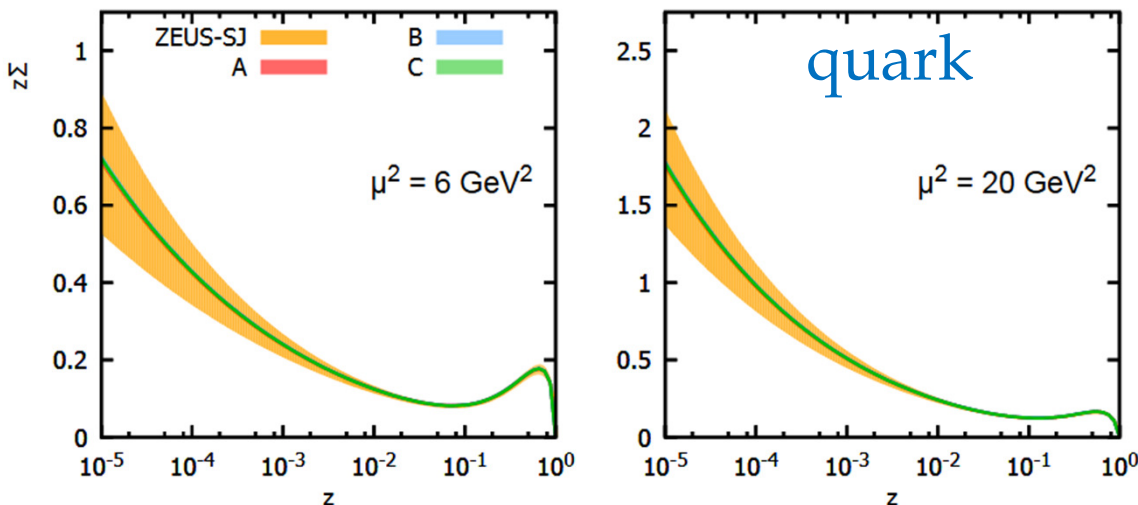 zΣ
1
0.8
0.6
0.4
0.2
0
ZEUS-SJ
A
B
C
μ² = 6 GeV²
10⁻⁵ 10⁻⁴ 10⁻³ 10⁻² 10⁻¹ 10⁰
z
2.5
2
1.5
1
0.5
0
quark
μ² = 20 GeV²
10⁻⁵ 10⁻⁴ 10⁻³ 10⁻² 10⁻¹ 10⁰
z